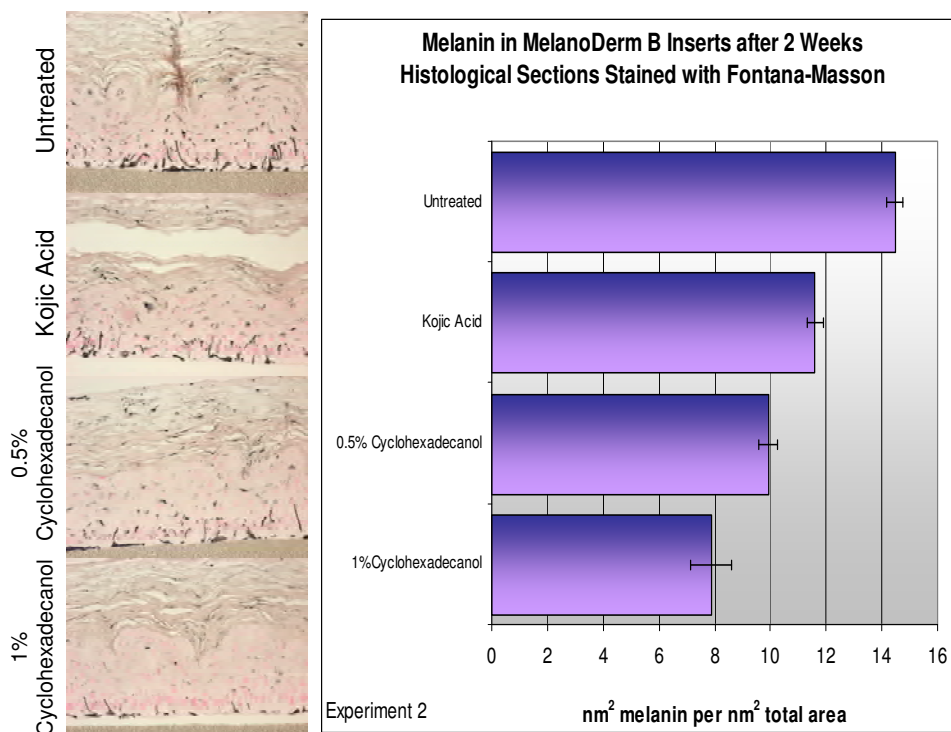 Untreated
Kojic Acid
0.5%
Cyclohexadecanol
1%
Cyclohexadecanol
Melanin in MelanoDerm B Inserts after 2 Weeks
Histological Sections Stained with Fontana-Masson
Untreated
Kojic Acid
0.5% Cyclohexadecanol
1%Cyclohexadecanol
0 2 4 6 8 10 12 14 16
Experiment 2
nm² melanin per nm² total area